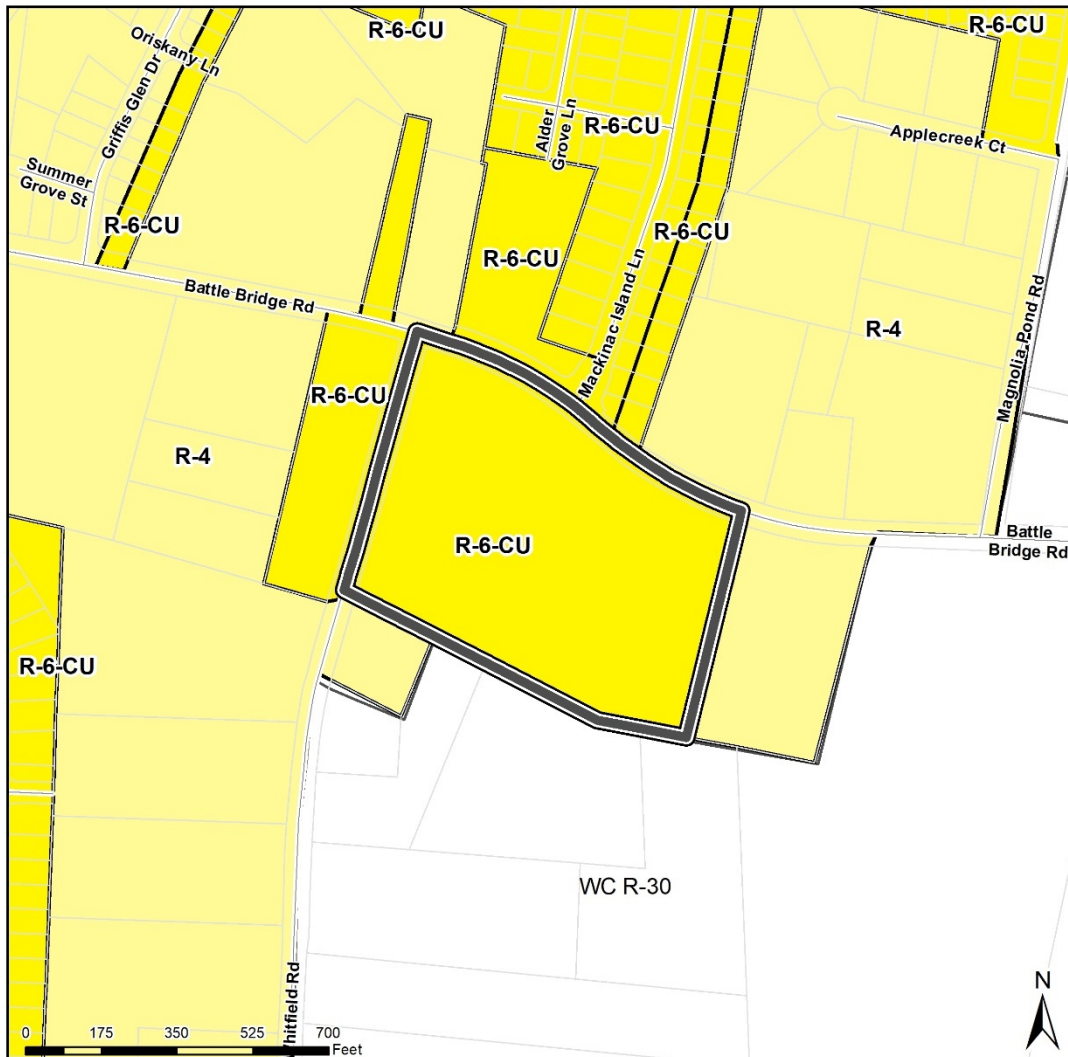 R-6-CU
R-6-CU
Oriskany Ln
Griffis Glen Dr
Summer
Grove St
R-6-CU
Alder
Grove Ln
R-6-CU
Applecreek Ct
R-6-CU
R-6-CU
Mackinac Island Ln
Battle Bridge Rd
R-4
Magnolia Pond Rd
R-6-CU
R-4
R-6-CU
Battle
Bridge Rd
R-6-CU
WC R-30
Whitfield Rd
N
0 175 350 525 700
Feet